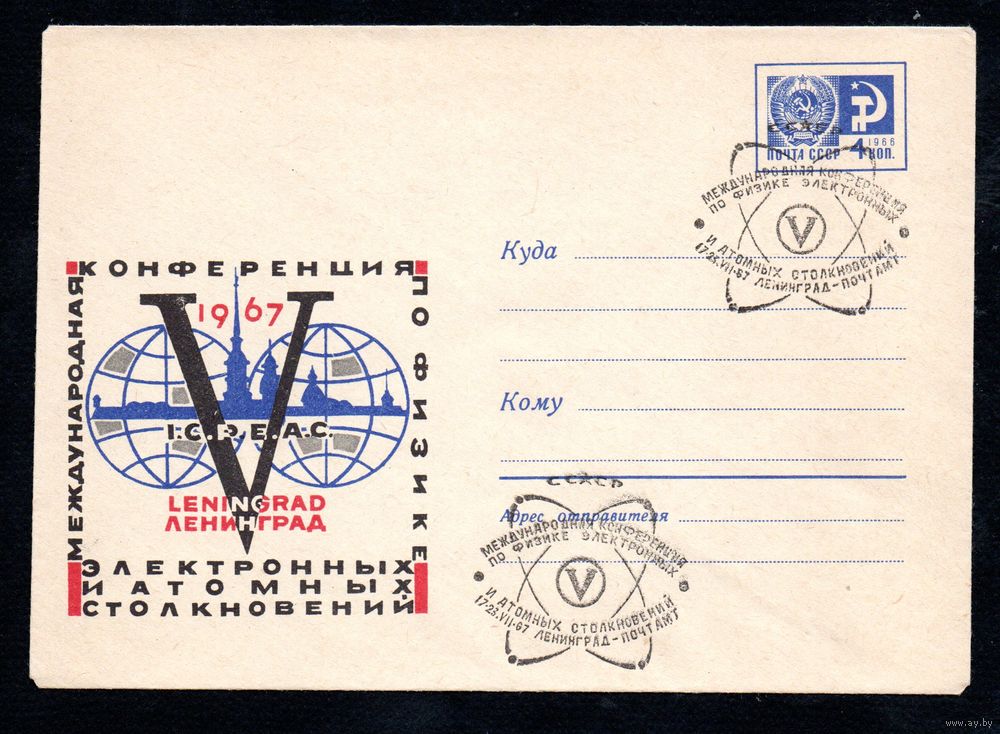 1966
ПОЧТА СССР 4 КОП.
СССР
МЕЖДУНАРОДНАЯ КОНФЕРЕНЦИЯ
ПО ФИЗИКЕ ЭЛЕКТРОННЫХ
V
И АТОМНЫХ СТОЛКНОВЕНИЙ
17-23.VII-67 ЛЕНИНГРАД-ПОЧТАМТ
МЕЖДУНАРОДНАЯ
КОНФЕРЕНЦИЯ
ПО ФИЗИКЕ
ЭЛЕКТРОННЫХ
И АТОМНЫХ
СТОЛКНОВЕНИЙ
1967
V
I.C.P.E.A.C.
LENINGRAD
ЛЕНИНГРАД
Куда
Кому
Адрес отправителя
СССР
МЕЖДУНАРОДНАЯ КОНФЕРЕНЦИЯ
ПО ФИЗИКЕ ЭЛЕКТРОННЫХ
V
И АТОМНЫХ СТОЛКНОВЕНИЙ
17-23.VII-67 ЛЕНИНГРАД-ПОЧТАМТ
www.ay.by